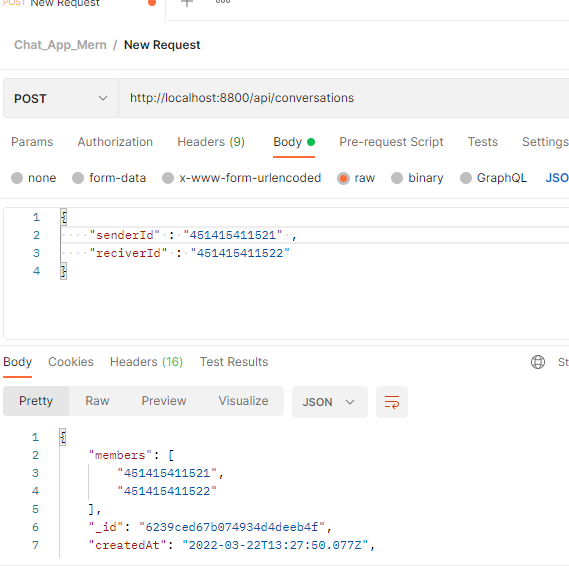 POST New Request
Chat_App_Mern / New Request
POST http://localhost:8800/api/conversations
Params Authorization Headers (9) Body Pre-request Script Tests Settings
none form-data x-www-form-urlencoded raw binary GraphQL JSO
1 {
2 "senderId" : "451415411521" ,
3 "reciverId" : "451415411522"
4 }
Body Cookies Headers (16) Test Results St
Pretty Raw Preview Visualize JSON
1 {
2 "members": [
3 "451415411521",
4 "451415411522"
5 ],
6 "_id": "6239ced67b074934d4deeb4f",
7 "createdAt": "2022-03-22T13:27:50.077Z",